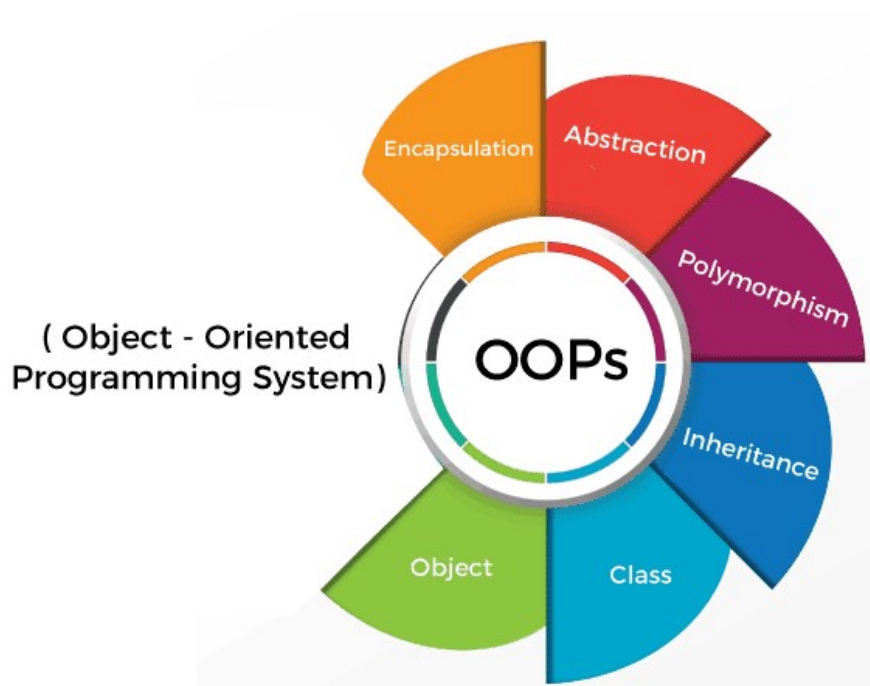 Encapsulation
Abstraction
Polymorphism
( Object - Oriented
Programming System)
OOPs
Inheritance
Class
Object